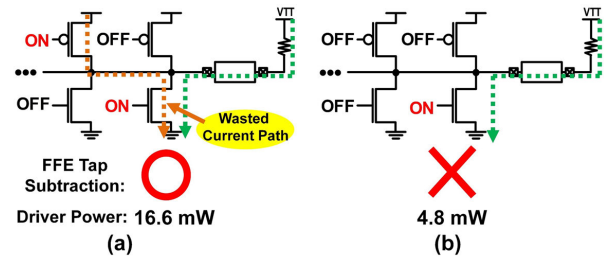 VTT VTT
ON OFF OFF OFF
OFF ON OFF ON
Wasted
Current Path
FFE Tap
Subtraction:
Driver Power: 16.6 mW 4.8 mW
(a) (b)